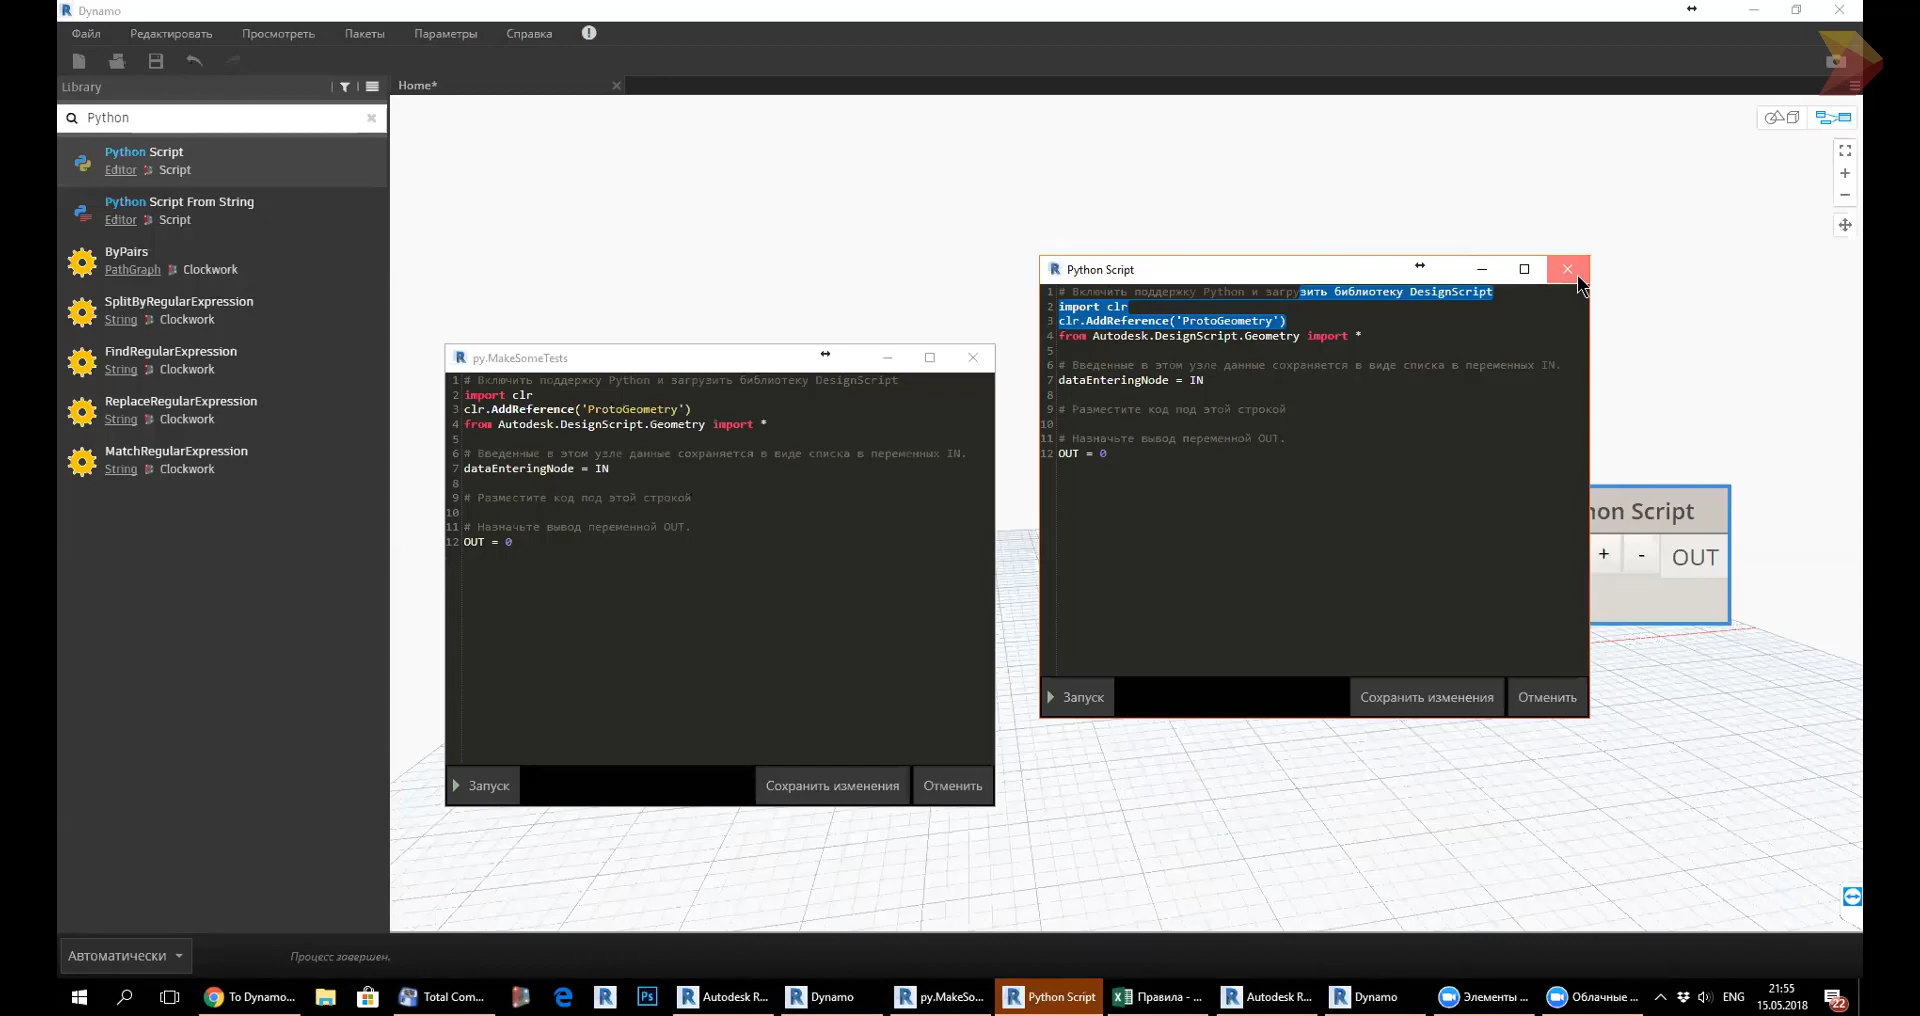 Dynamo
Файл Редактировать Просмотреть Пакеты Параметры Справка
Library
Home*
Python
Python Script
Editor Script
Python Script From String
Editor Script
ByPairs
PathGraph Clockwork
SplitByRegularExpression
String Clockwork
FindRegularExpression
String Clockwork
ReplaceRegularExpression
String Clockwork
MatchRegularExpression
String Clockwork
py.MakeSomeTests
1 # Включить поддержку Python и загрузить библиотеку DesignScript
2 import clr
3 clr.AddReference('ProtoGeometry')
4 from Autodesk.DesignScript.Geometry import *
5
6 # Введенные в этом узле данные сохраняется в виде списка в переменных IN.
7 dataEnteringNode = IN
8
9 # Разместите код под этой строкой
10
11 # Назначьте вывод переменной OUT.
12 OUT = 0
Запуск Сохранить изменения Отменить
Python Script
1 # Включить поддержку Python и загрузить библиотеку DesignScript
2 import clr
3 clr.AddReference('ProtoGeometry')
4 from Autodesk.DesignScript.Geometry import *
5
6 # Введенные в этом узле данные сохраняется в виде списка в переменных IN.
7 dataEnteringNode = IN
8
9 # Разместите код под этой строкой
10
11 # Назначьте вывод переменной OUT.
12 OUT = 0
Запуск Сохранить изменения Отменить
hon Script
+ - OUT
Автоматически
Процесс завершен.
To Dynamo... Total Com... Ps Autodesk R... Dynamo py.MakeSo... Python Script Правила - ... Autodesk R... Dynamo Элементы ... Облачные ... ENG
21:55
15.05.2018
22